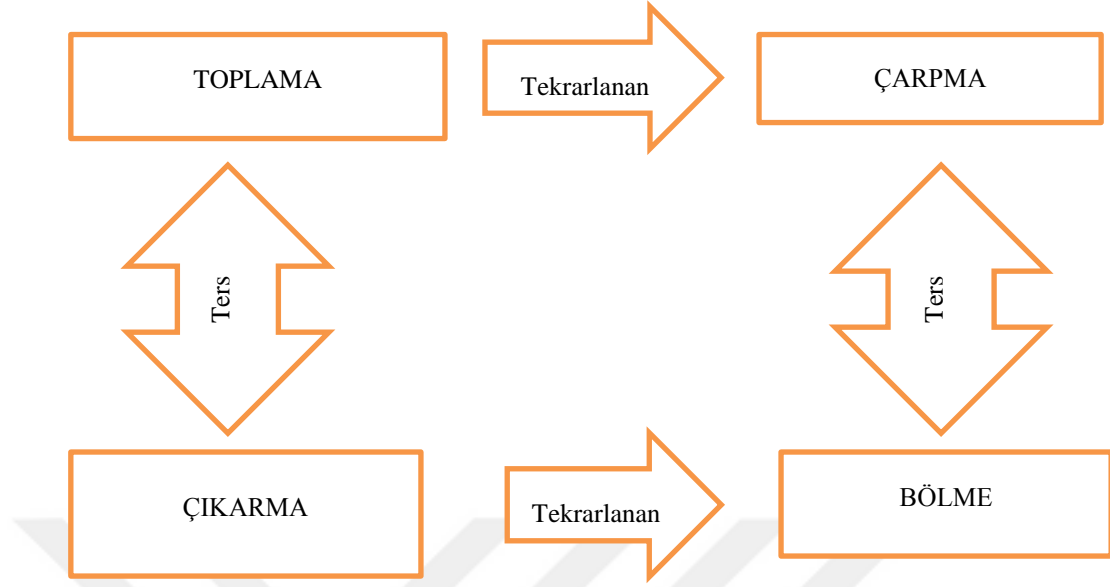 TOPLAMA
Tekrarlanan
ÇARPMA
Ters
Ters
ÇIKARMA
Tekrarlanan
BÖLME